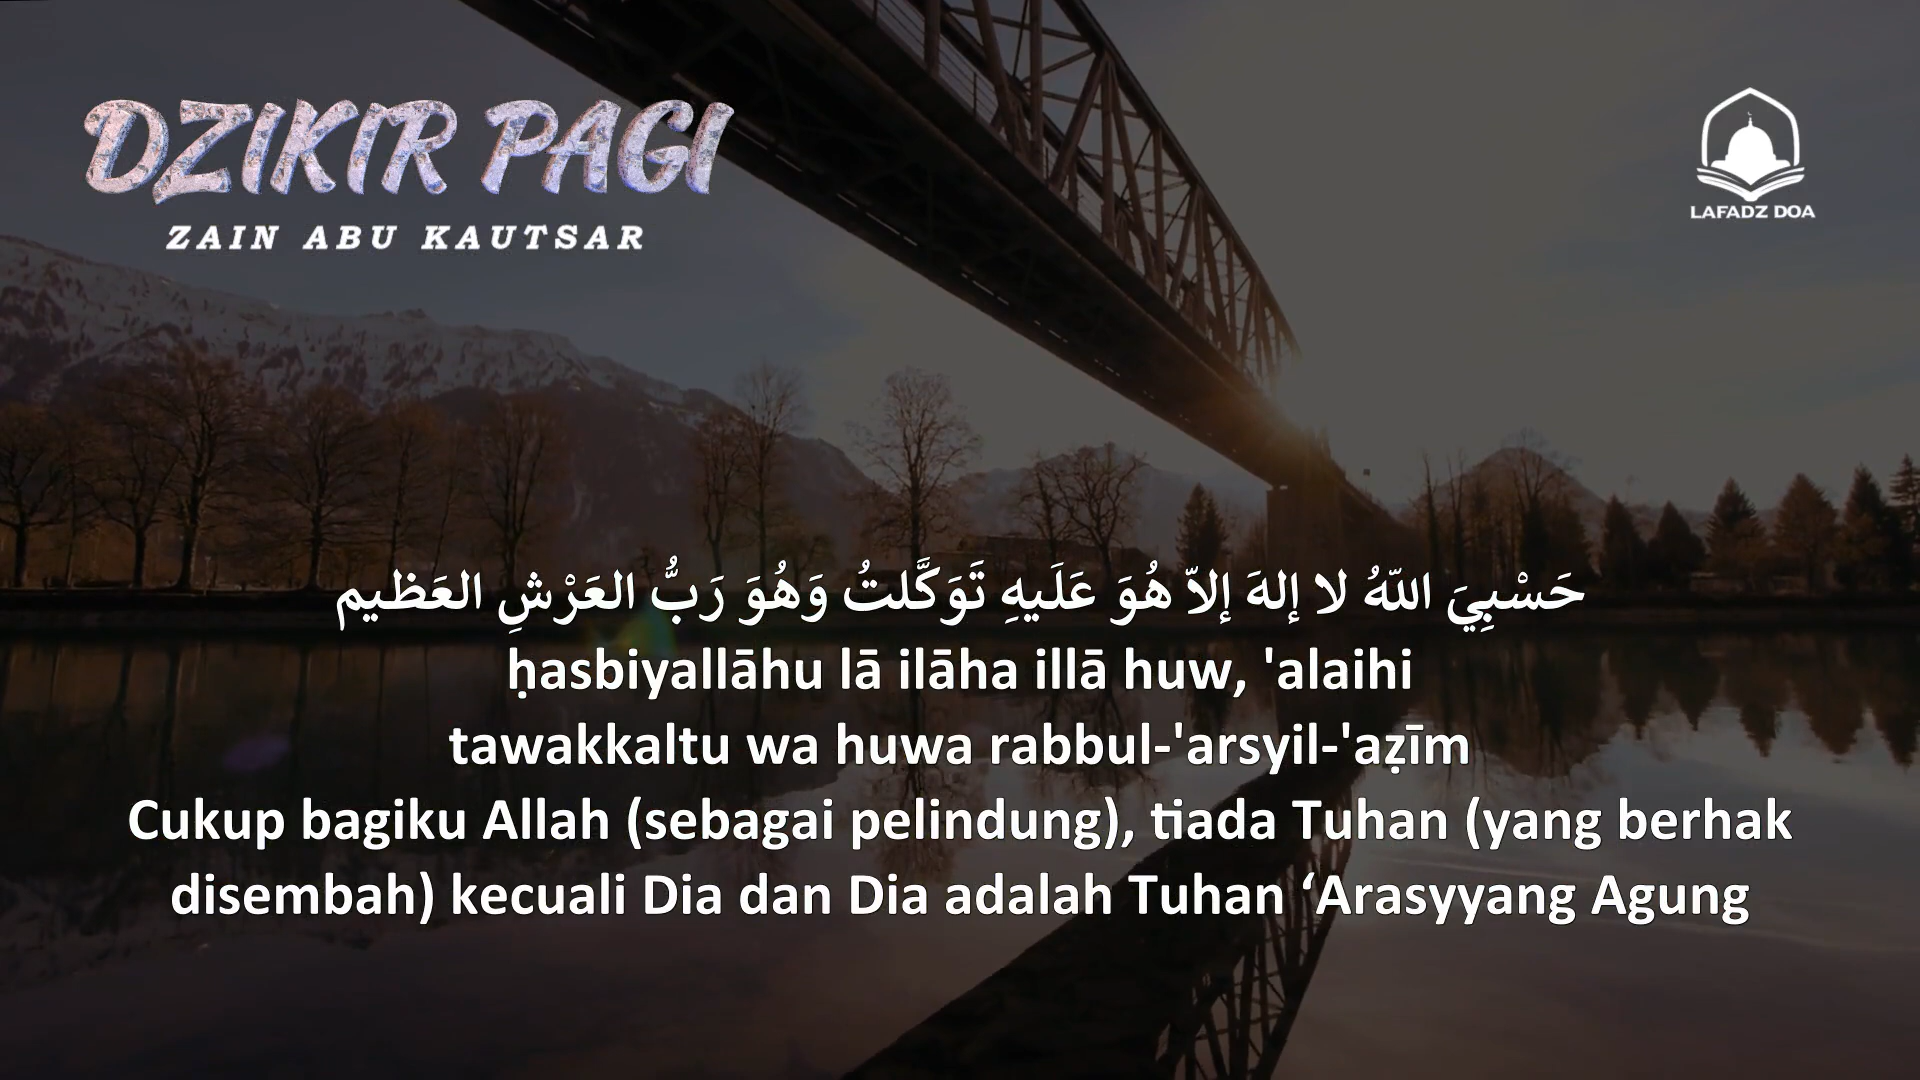 DZIKIR PAGI
ZAIN ABU KAUTSAR
LAFADZ DOA
حَسْبِيَ اللّهُ لا إلهَ إلاّ هُوَ عَلَيهِ تَوَكَّلتُ وَهُوَ رَبُّ العَرْشِ العَظيم
ḥasbiyallāhu lā ilāha illā huw, 'alaihi
tawakkaltu wa huwa rabbul-'arsyil-'aẓīm
Cukup bagiku Allah (sebagai pelindung), tiada Tuhan (yang berhak
disembah) kecuali Dia dan Dia adalah Tuhan ‘Arasyyang Agung